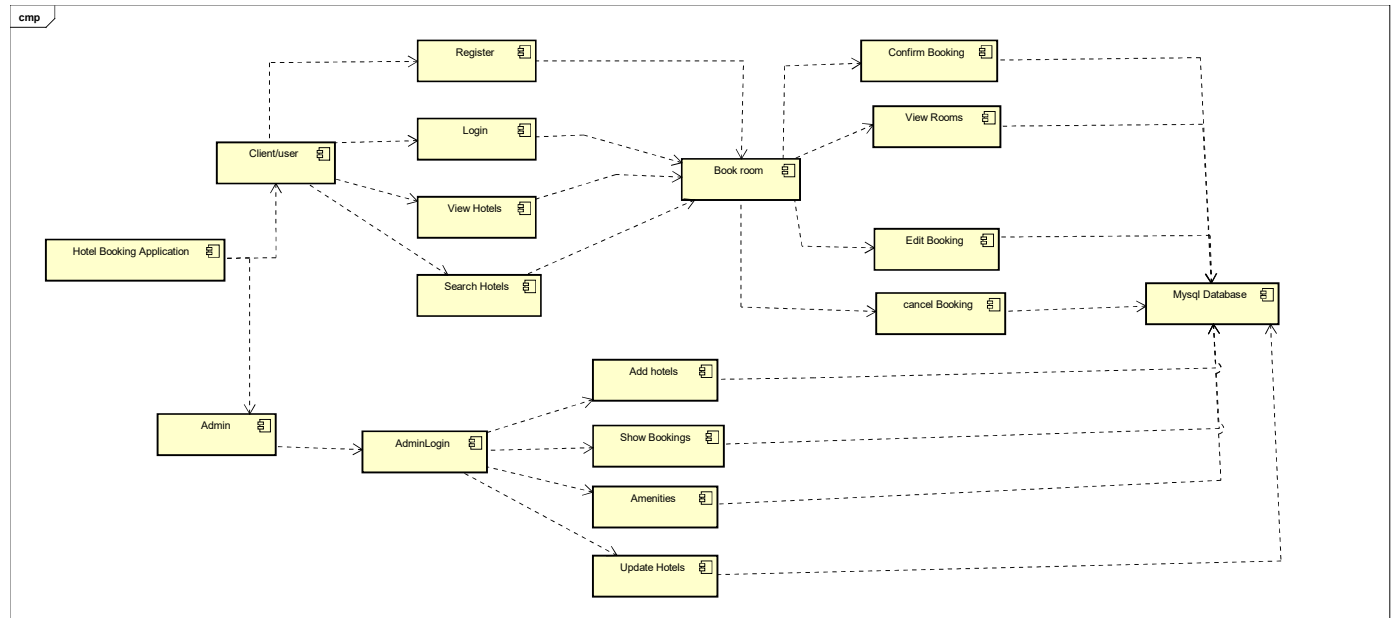 cmp
Register
Confirm Booking
View Rooms
Login
Client/user
Book room
View Hotels
Edit Booking
Hotel Booking Application
Search Hotels
Mysql Database
cancel Booking
Add hotels
Admin
AdminLogin
Show Bookings
Amenities
Update Hotels